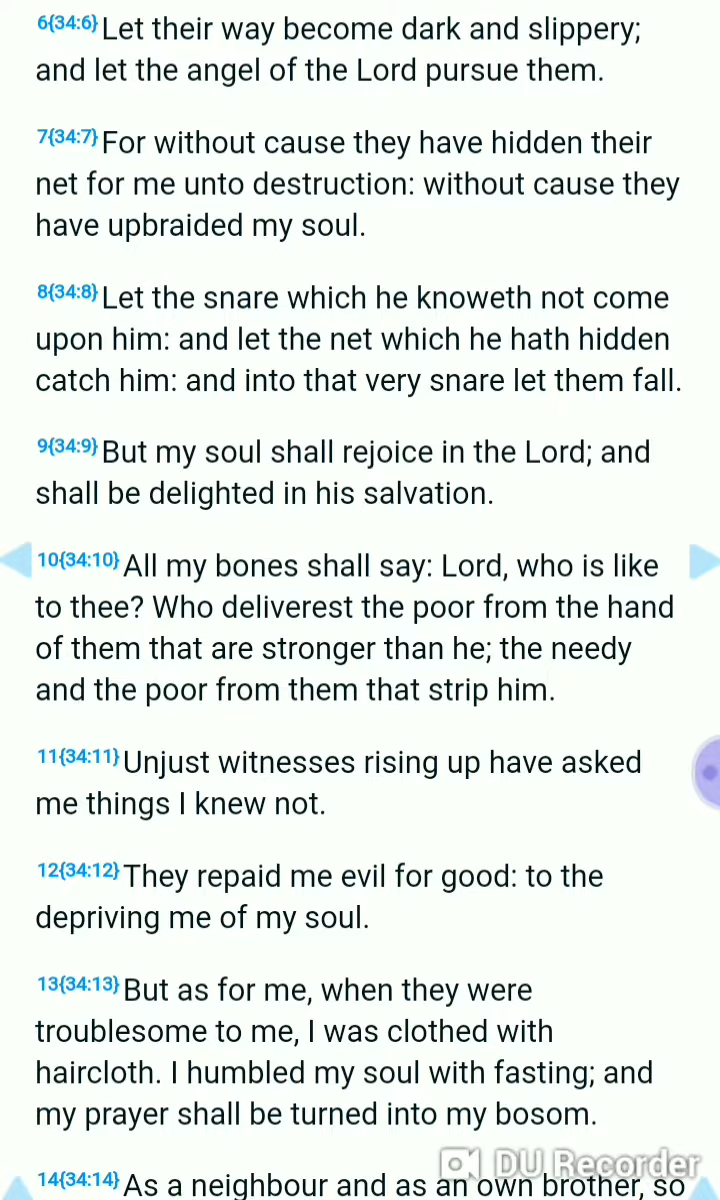 6{34:6} Let their way become dark and slippery;
and let the angel of the Lord pursue them.
7{34:7} For without cause they have hidden their
net for me unto destruction: without cause they
have upbraided my soul.
8{34:8} Let the snare which he knoweth not come
upon him: and let the net which he hath hidden
catch him: and into that very snare let them fall.
9{34:9} But my soul shall rejoice in the Lord; and
shall be delighted in his salvation.
10{34:10} All my bones shall say: Lord, who is like
to thee? Who deliverest the poor from the hand
of them that are stronger than he; the needy
and the poor from them that strip him.
11{34:11} Unjust witnesses rising up have asked
me things I knew not.
12{34:12} They repaid me evil for good: to the
depriving me of my soul.
13{34:13} But as for me, when they were
troublesome to me, I was clothed with
haircloth. I humbled my soul with fasting; and
my prayer shall be turned into my bosom.
DU Recorder
14{34:14} As a neighbour and as an own brother, so